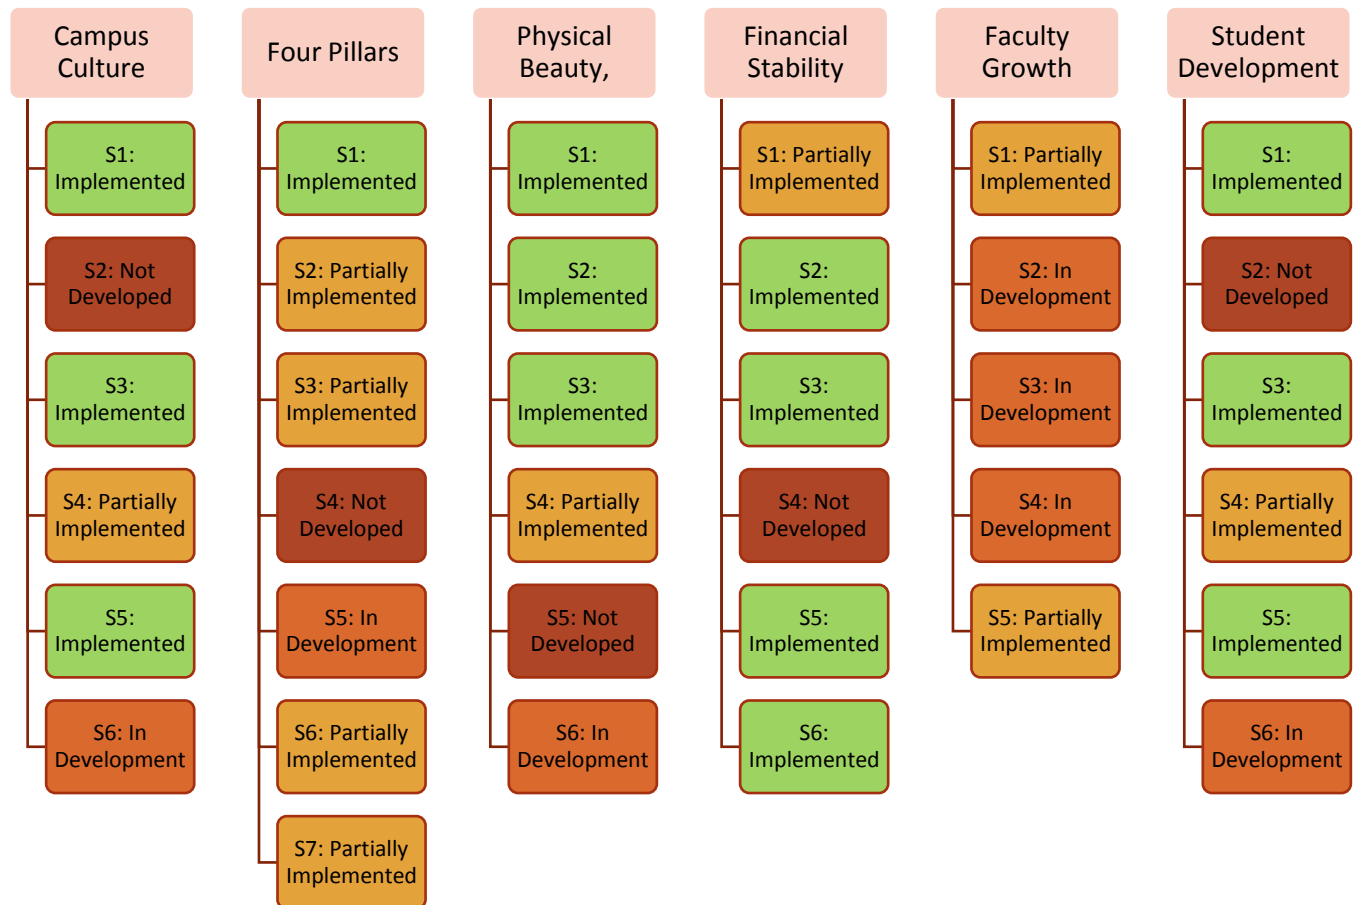 Campus
Culture
S1:
Implemented
S2: Not
Developed
S3:
Implemented
S4: Partially
Implemented
S5:
Implemented
S6: In
Development
Four Pillars
S1:
Implemented
S2: Partially
Implemented
S3: Partially
Implemented
S4: Not
Developed
S5: In
Development
S6: Partially
Implemented
S7: Partially
Implemented
Physical
Beauty,
S1:
Implemented
S2:
Implemented
S3:
Implemented
S4: Partially
Implemented
S5: Not
Developed
S6: In
Development
Financial
Stability
S1: Partially
Implemented
S2:
Implemented
S3:
Implemented
S4: Not
Developed
S5:
Implemented
S6:
Implemented
Faculty
Growth
S1: Partially
Implemented
S2: In
Development
S3: In
Development
S4: In
Development
S5: Partially
Implemented
Student
Development
S1:
Implemented
S2: Not
Developed
S3:
Implemented
S4: Partially
Implemented
S5:
Implemented
S6: In
Development